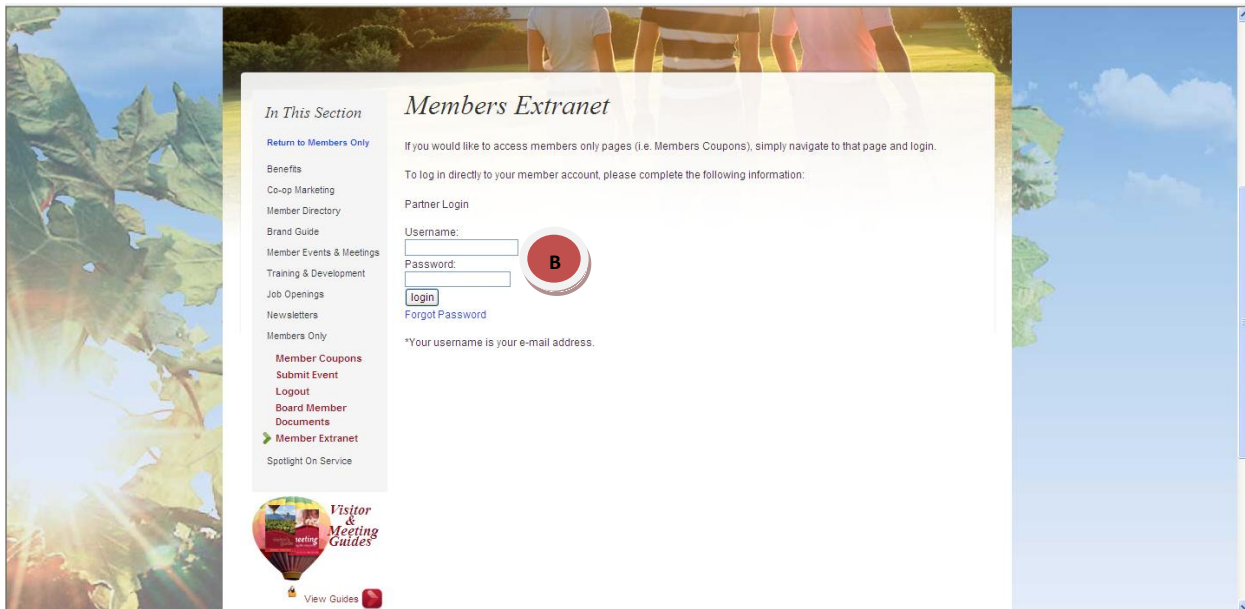 In This Section
Return to Members Only
Benefits
Co-op Marketing
Member Directory
Brand Guide
Member Events & Meetings
Training & Development
Job Openings
Newsletters
Members Only
Member Coupons
Submit Event
Logout
Board Member
Documents
Member Extranet
Spotlight On Service
Visitor
&
Meeting
Guides
View Guides
Members Extranet
If you would like to access members only pages (i.e. Members Coupons), simply navigate to that page and login.
To log in directly to your member account, please complete the following information:
Partner Login
Username:
Password:
B
login
Forgot Password
*Your username is your e-mail address.